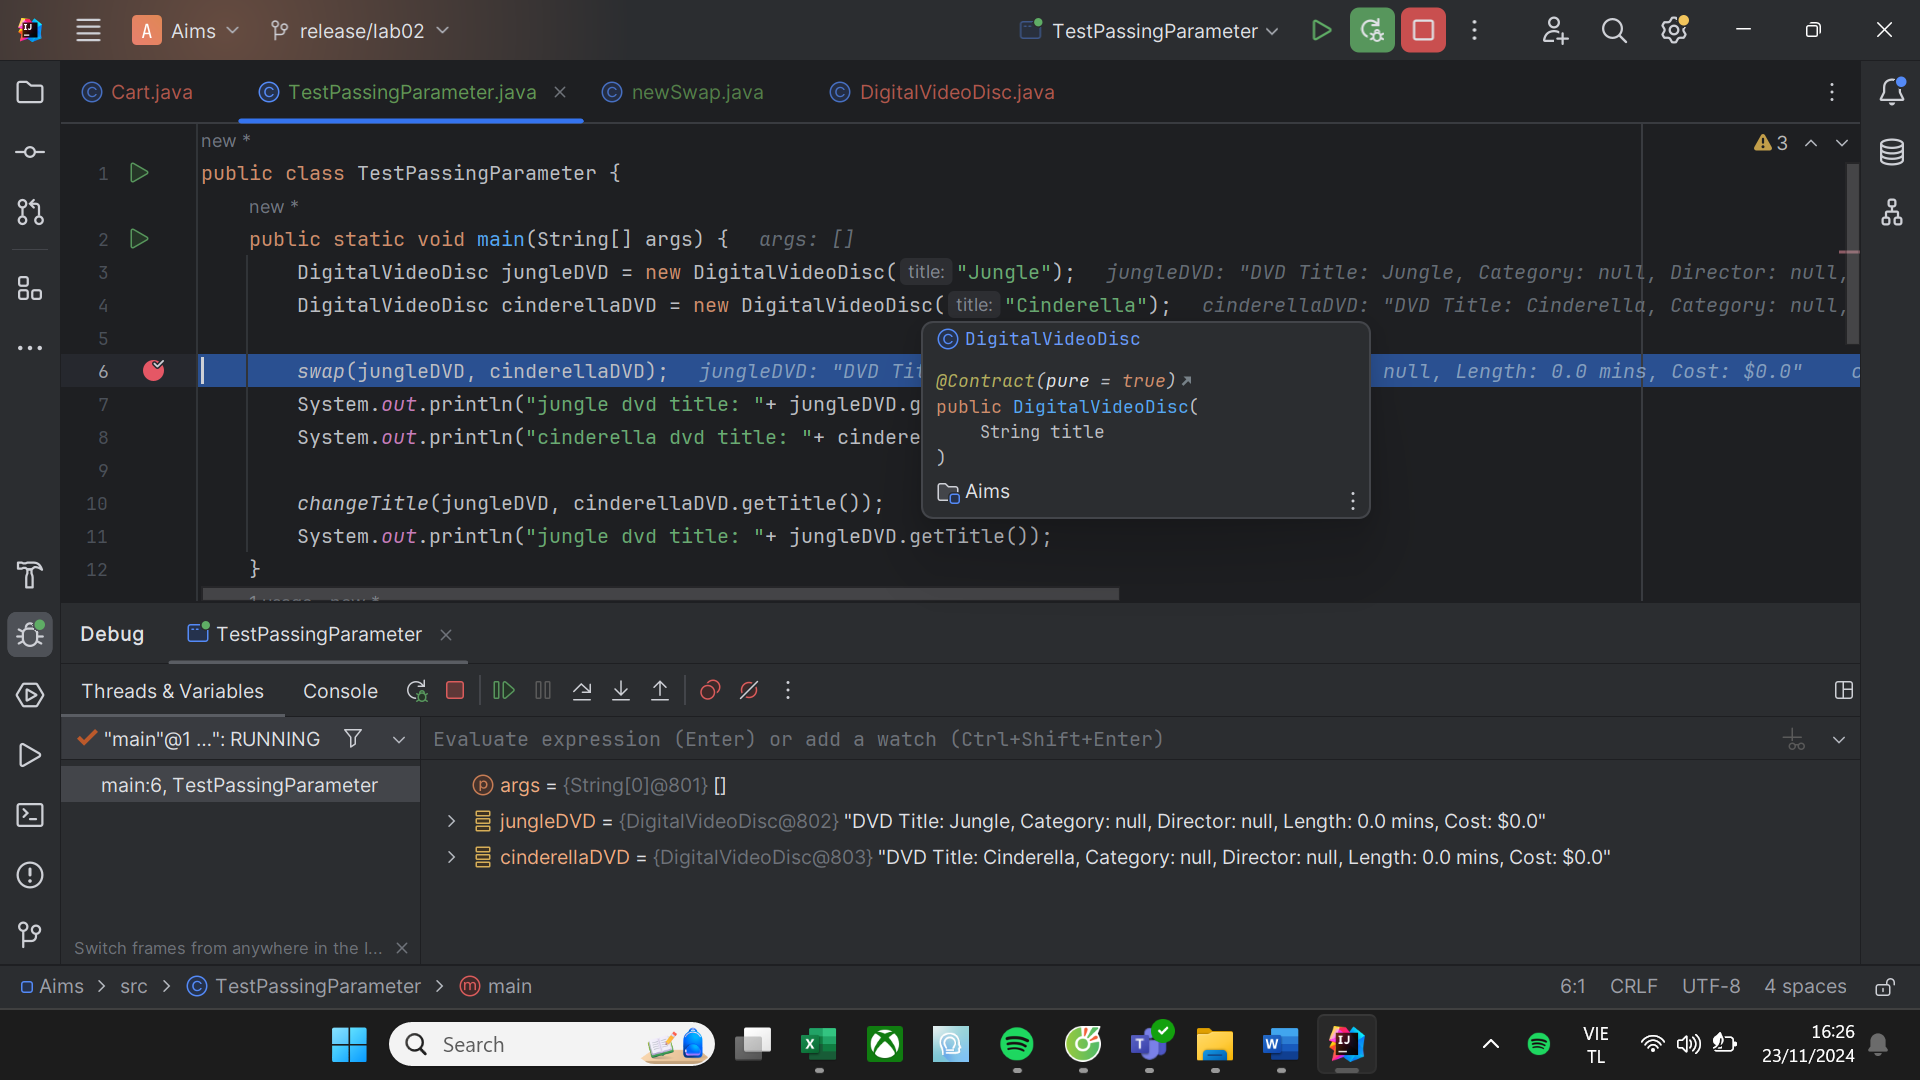 A Aims release/lab02 TestPassingParameter
Cart.java TestPassingParameter.java newSwap.java DigitalVideoDisc.java
new *
3
1 public class TestPassingParameter {
new *
2 public static void main(String[] args) { args: []
3 DigitalVideoDisc jungleDVD = new DigitalVideoDisc( title: "Jungle"); jungleDVD: "DVD Title: Jungle, Category: null, Director: null,
4 DigitalVideoDisc cinderellaDVD = new DigitalVideoDisc( title: "Cinderella"); cinderellaDVD: "DVD Title: Cinderella, Category: null,
5
6 swap(jungleDVD, cinderellaDVD); jungleDVD: "DVD Tit null, Length: 0.0 mins, Cost: $0.0" c
7 System.out.println("jungle dvd title: "+ jungleDVD.g
8 System.out.println("cinderella dvd title: "+ cindere
9
10 changeTitle(jungleDVD, cinderellaDVD.getTitle());
11 System.out.println("jungle dvd title: "+ jungleDVD.getTitle());
12 }
DigitalVideoDisc
@Contract(pure = true)
public DigitalVideoDisc(
String title
)
Aims
Debug TestPassingParameter
Threads & Variables Console
"main"@1 ...": RUNNING
Evaluate expression (Enter) or add a watch (Ctrl+Shift+Enter)
main:6, TestPassingParameter
args = {String[0]@801} []
jungleDVD = {DigitalVideoDisc@802} "DVD Title: Jungle, Category: null, Director: null, Length: 0.0 mins, Cost: $0.0"
cinderellaDVD = {DigitalVideoDisc@803} "DVD Title: Cinderella, Category: null, Director: null, Length: 0.0 mins, Cost: $0.0"
Switch frames from anywhere in the I...
Aims > src > TestPassingParameter > main
6:1 CRLF UTF-8 4 spaces
Search
VIE
TL
16:26
23/11/2024